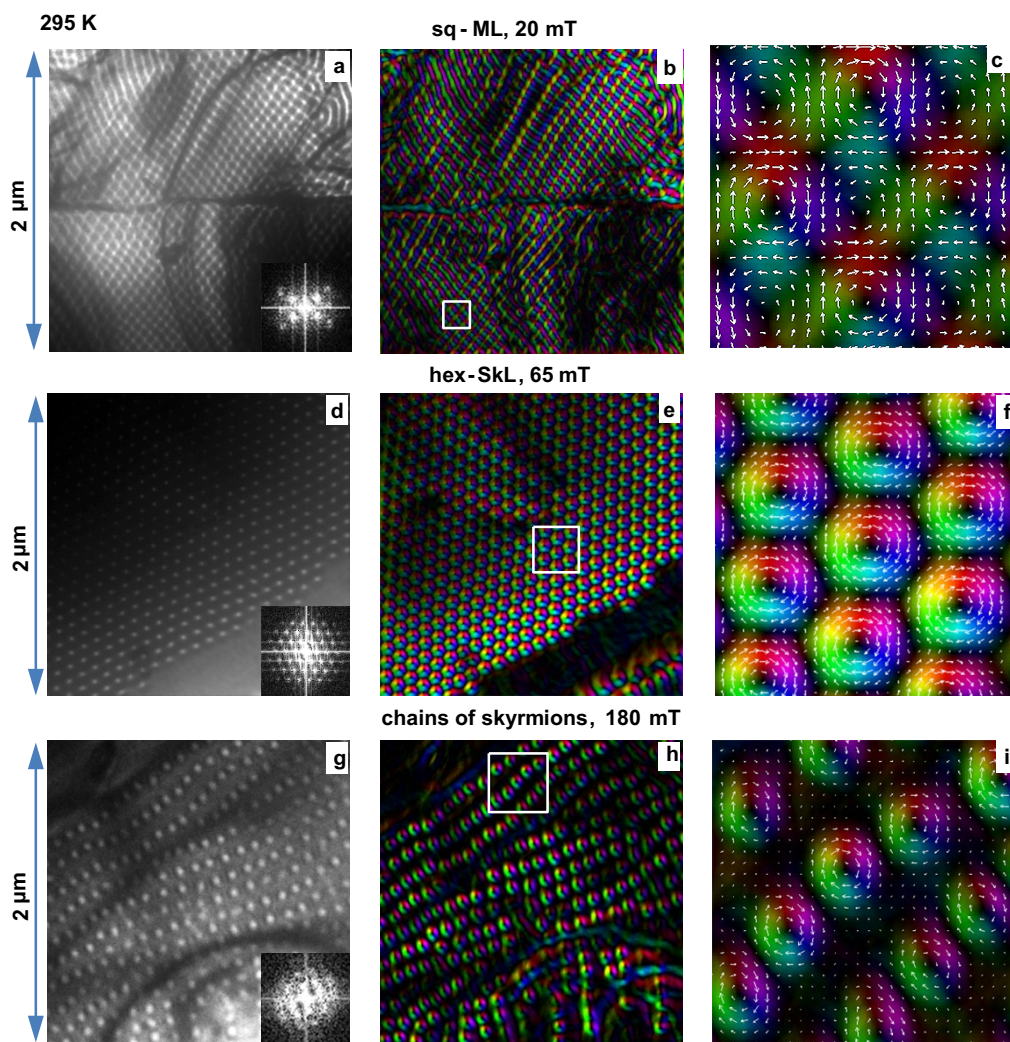 295 K
sq - ML, 20 mT
a
b
c
2 µm
hex-SkL, 65 mT
d
e
f
2 µm
chains of skyrmions, 180 mT
g
h
i
2 µm